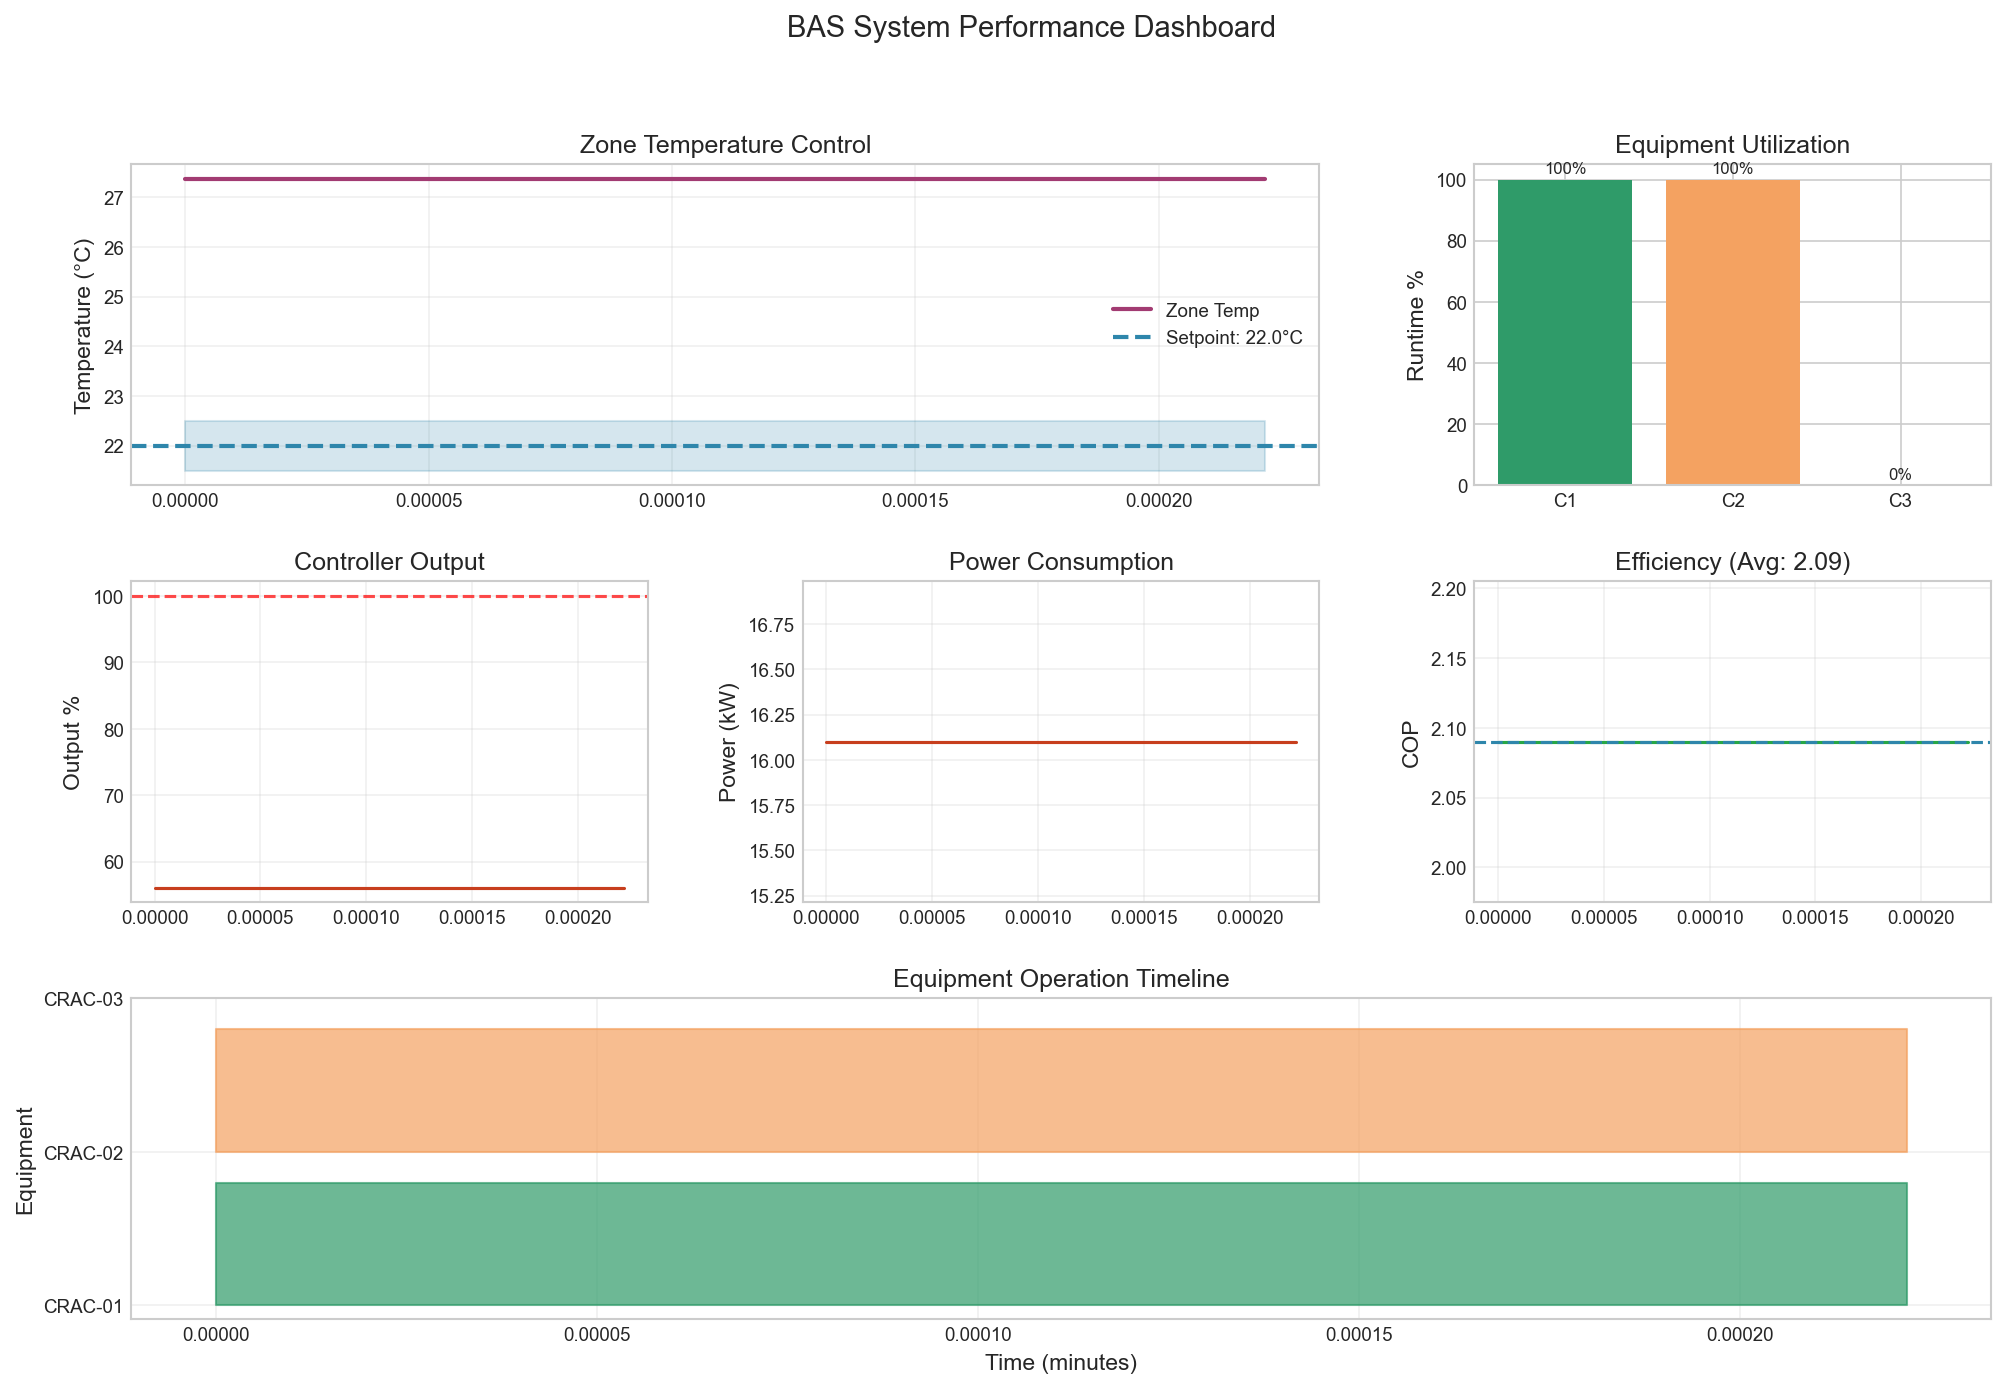 BAS System Performance Dashboard
Zone Temperature Control
Temperature (°C)
27
26
25
24
23
22
Zone Temp
Setpoint: 22.0°C
0.00000 0.00005 0.00010 0.00015 0.00020
Equipment Utilization
Runtime %
100
80
60
40
20
0
100% 100% 0%
C1 C2 C3
Controller Output
Output %
100
90
80
70
60
0.00000 0.00005 0.00010 0.00015 0.00020
Power Consumption
Power (kW)
16.75
16.50
16.25
16.00
15.75
15.50
15.25
0.00000 0.00005 0.00010 0.00015 0.00020
Efficiency (Avg: 2.09)
COP
2.20
2.15
2.10
2.05
2.00
0.00000 0.00005 0.00010 0.00015 0.00020
Equipment Operation Timeline
Equipment
CRAC-03
CRAC-02
CRAC-01
0.00000 0.00005 0.00010 0.00015 0.00020
Time (minutes)